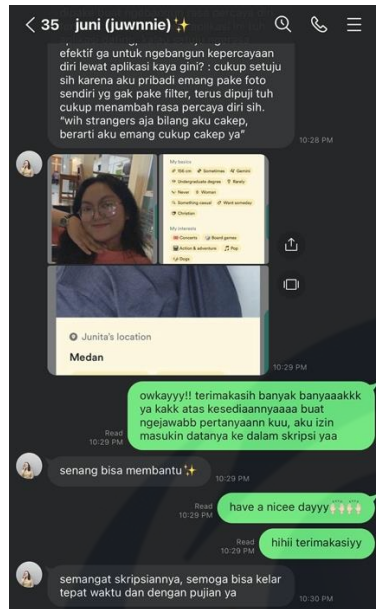 35 juni (juwnnie)✨
efektif ga untuk ngebangun kepercayaan
diri lewat aplikasi kaya gini? : cukup setuju
sih karena aku pribadi emang pake foto
sendiri yg gak pake filter, terus dipuji tuh
cukup menambah rasa percaya diri sih.
"wih strangers aja bilang aku cakep,
berarti aku emang cukup cakep ya"
10:28 PM
My basics
Sometimes Gemini
Undergraduate degree Rarely
Never Woman
Something casual Want someday
Christian
My interests
Concerts Board games
Action & adventure Pop
Dogs
Junita's location
Medan
10:29 PM
owkayyy!! terimakasih banyak banyaaakkk
ya kakk atas kesediaannyaaaa buat
ngejawabb pertanyaann kuu, aku izin
masukin datanya ke dalam skripsi yaa
Read
10:29 PM
senang bisa membantu✨
10:29 PM
have a nicee dayyy
Read
10:29 PM
hihii terimakasiyy
Read
10:29 PM
semangat skripsiannya, semoga bisa kelar
tepat waktu dan dengan pujian ya
10:30 PM